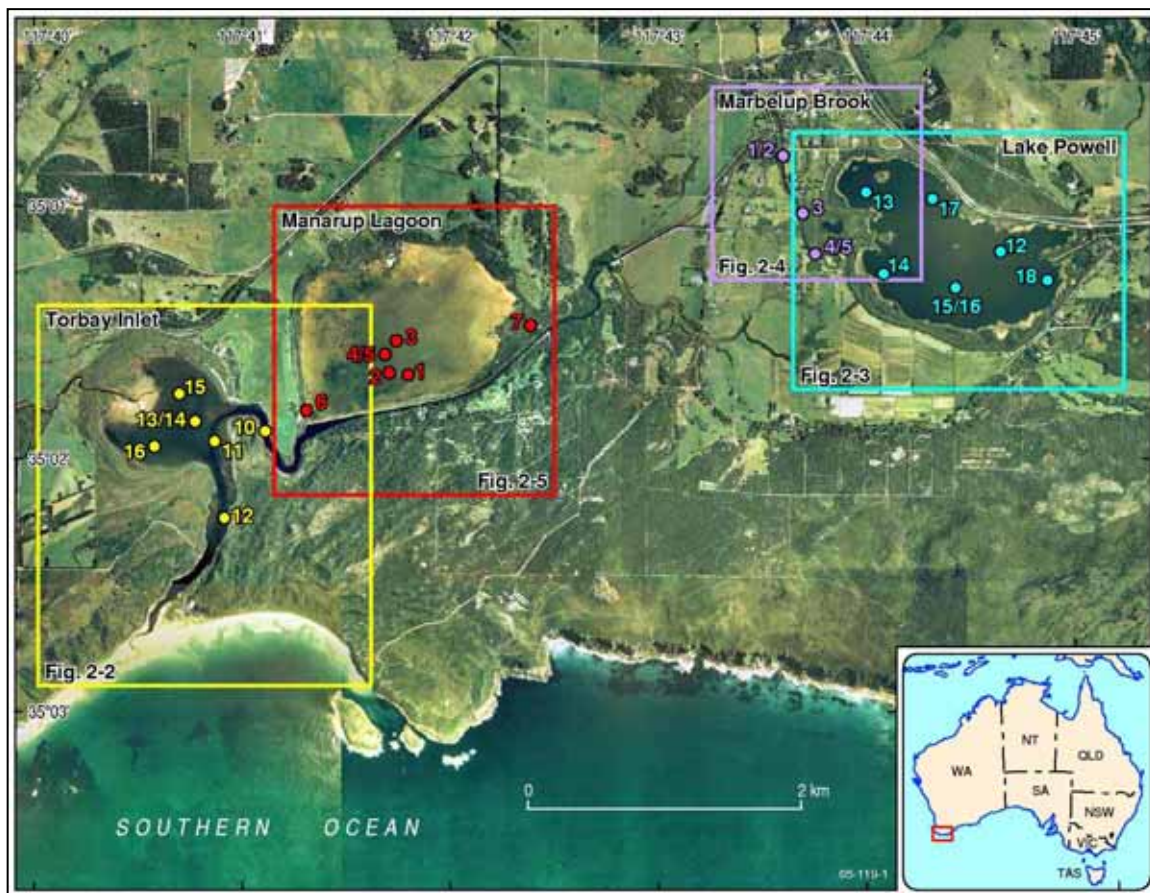 117°40'
117°41'
117°42'
117°43'
117°44'
117°45'
Marbelup Brook
1/2
Lake Powell
13
17
35°01'
Manarup Lagoon
3
4/5
12
Fig. 2-4
14
18
15/16
Torbay Inlet
7
3
4/5
2
1
Fig. 2-3
15
6
13/14
10
11
16
35°02'
Fig. 2-5
12
Fig. 2-2
35°03'
NT
QLD
WA
SA
0
2 km
NSW
VIC
SOUTHERN OCEAN
05-119-1
TAS